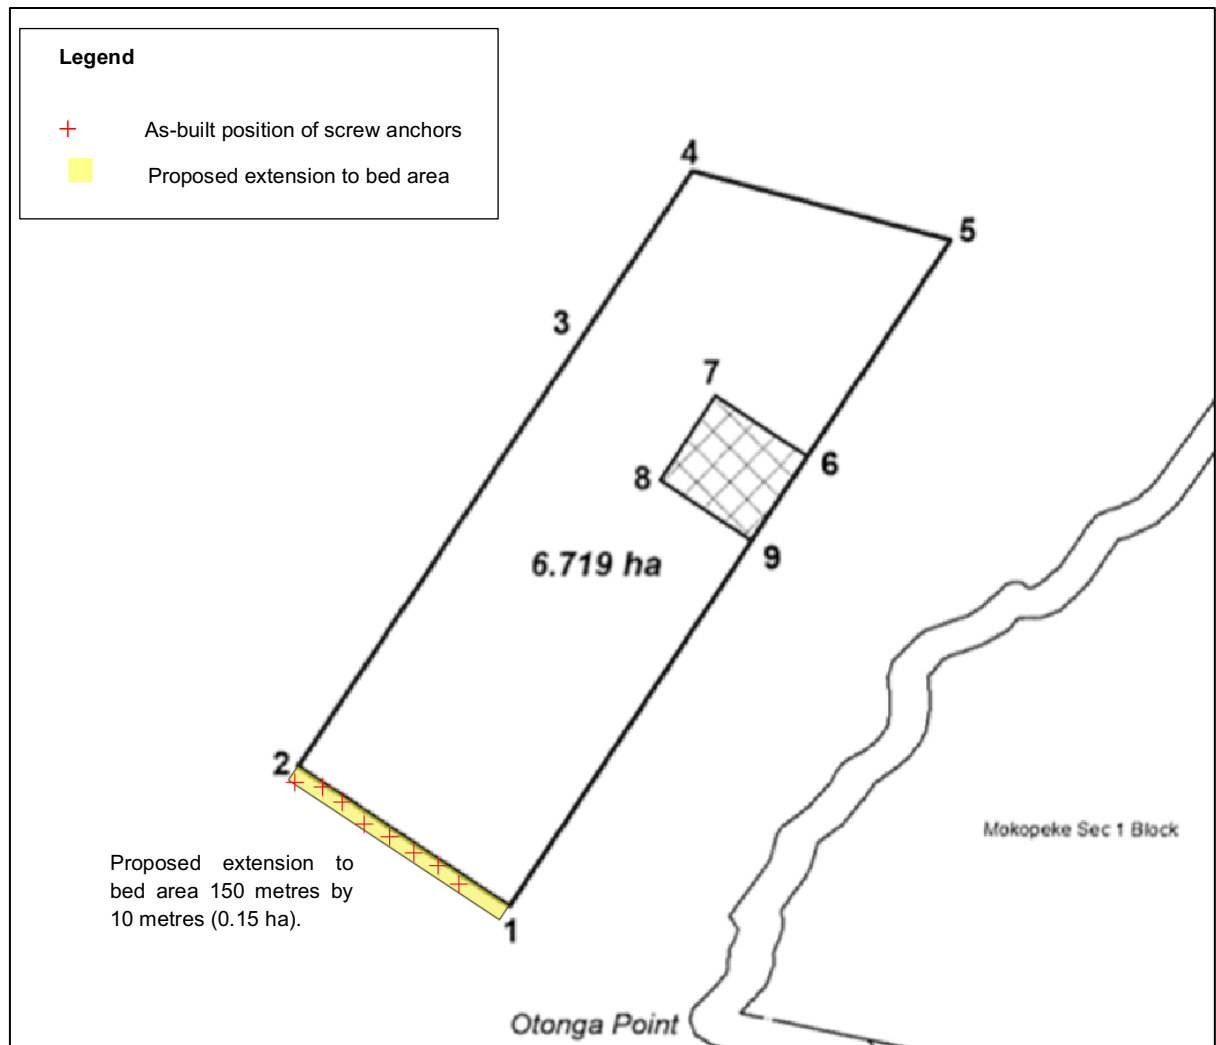 Legend
As-built position of screw anchors
Proposed extension to bed area
4
5
3
7
6
8
9
6.719 ha
2
Mokopeke Sec 1 Block
Proposed extension to
bed area 150 metres by
10 metres (0.15 ha).
1
Otonga Point